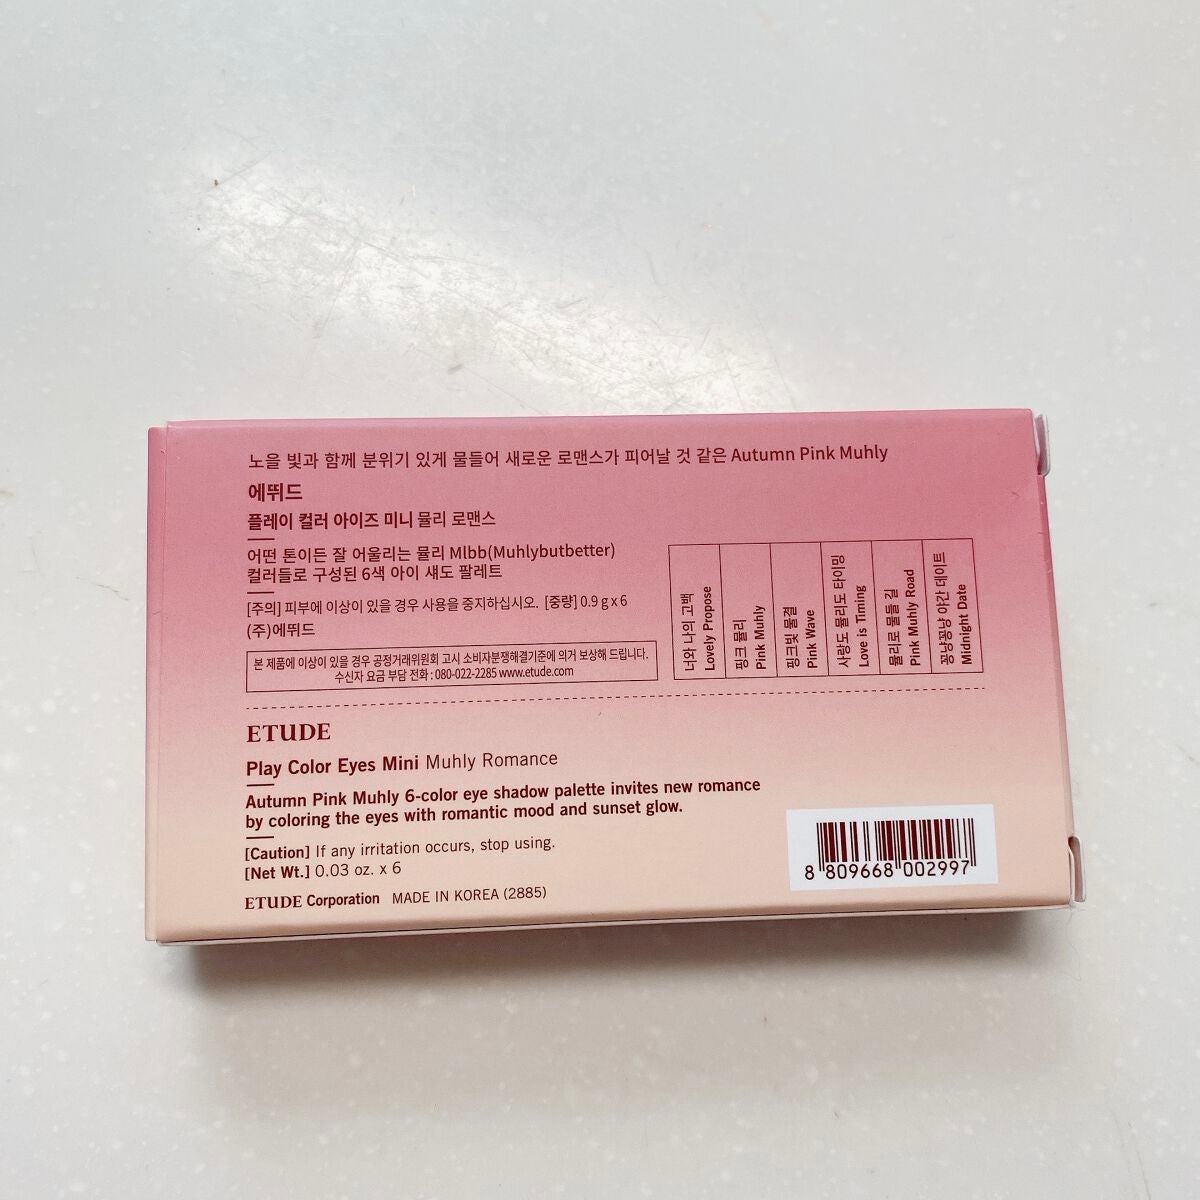 노을 빛과 함께 분위기 있게 물들어 새로운 로맨스가 피어날 것 같은 Autumn Pink Muhly
에뛰드
플레이 컬러 아이즈 미니 뮬리 로맨스
어떤 톤이든 잘 어울리는 뮬리 Mlbb(Muhlybutbetter)
컬러들로 구성된 6색 아이 섀도 팔레트
[주의] 피부에 이상이 있을 경우 사용을 중지하십시오. [중량] 0.9 g x 6
(주)에뛰드
본 제품에 이상이 있을 경우 공정거래위원회 고시 소비자분쟁해결기준에 의거 보상해 드립니다.
수신자 요금 부담 전화 : 080-022-2285 www.etude.com
너와 나의 고백
Lovely Propose
핑크 뮬리
Pink Muhly
핑크빛 물결
Pink Wave
사랑도 뮬리도 타이밍
Love is Timing
뮬리로 물들 길
Pink Muhly Road
꽁냥꽁냥 야간 데이트
Midnight Date
ETUDE
Play Color Eyes Mini Muhly Romance
Autumn Pink Muhly 6-color eye shadow palette invites new romance
by coloring the eyes with romantic mood and sunset glow.
[Caution] If any irritation occurs, stop using.
[Net Wt.] 0.03 oz. x 6
ETUDE Corporation MADE IN KOREA (2885)
8 809668 002997